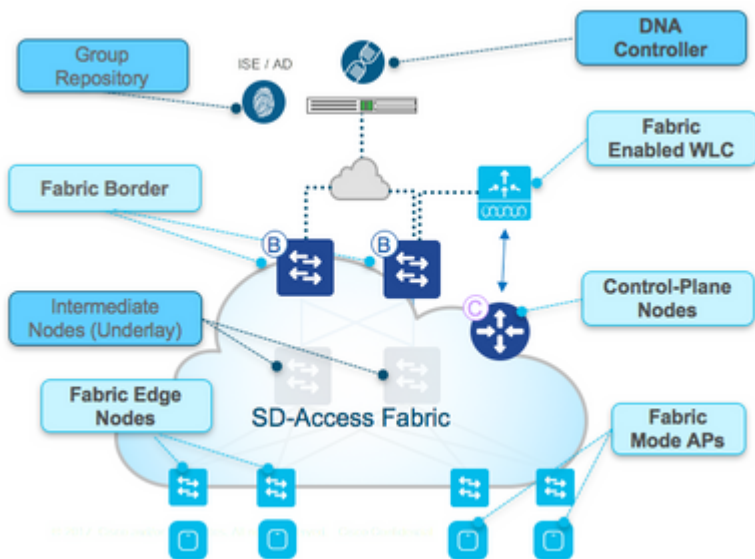 Group
Repository
ISE / AD
DNA
Controller
Fabric
Enabled WLC
Fabric Border
B
B
Intermediate
Nodes (Underlay)
C
Control-Plane
Nodes
Fabric Edge
Nodes
SD-Access Fabric
Fabric
Mode APs